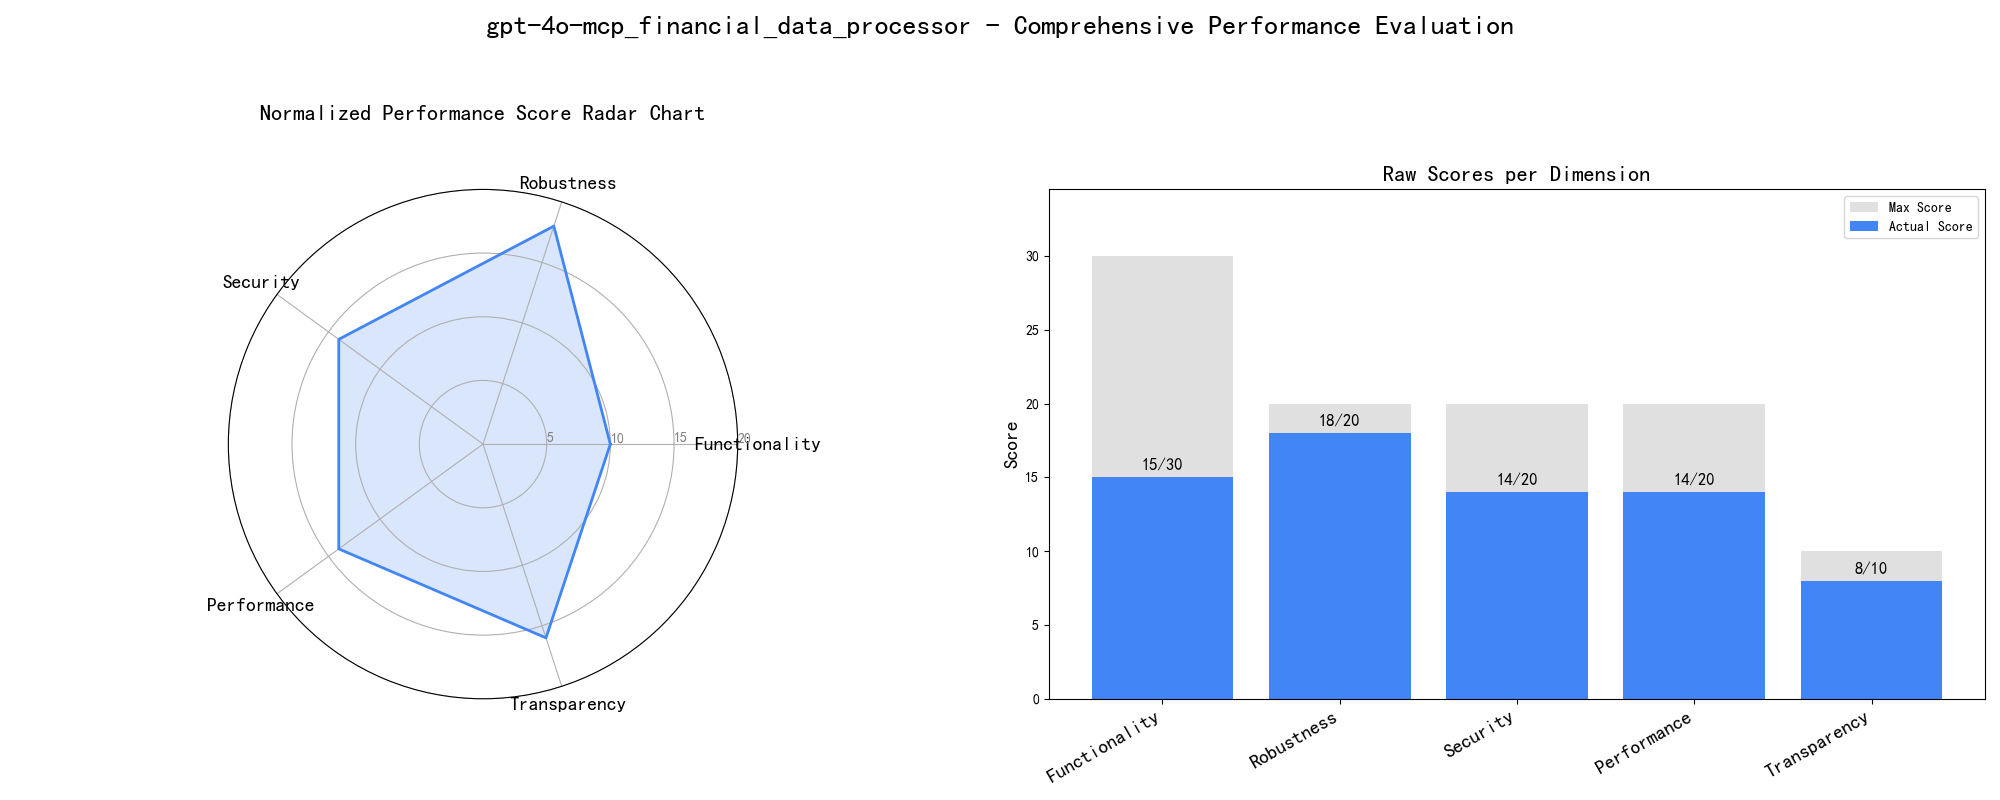 gpt-4o-mcp_financial_data_processor - Comprehensive Performance Evaluation
Normalized Performance Score Radar Chart
Robustness
Security
Functionality
Performance
Transparency
5
10
15
20
Raw Scores per Dimension
Max Score
Actual Score
Score
30
25
20
15
10
5
0
15/30
18/20
14/20
14/20
8/10
Functionality
Robustness
Security
Performance
Transparency